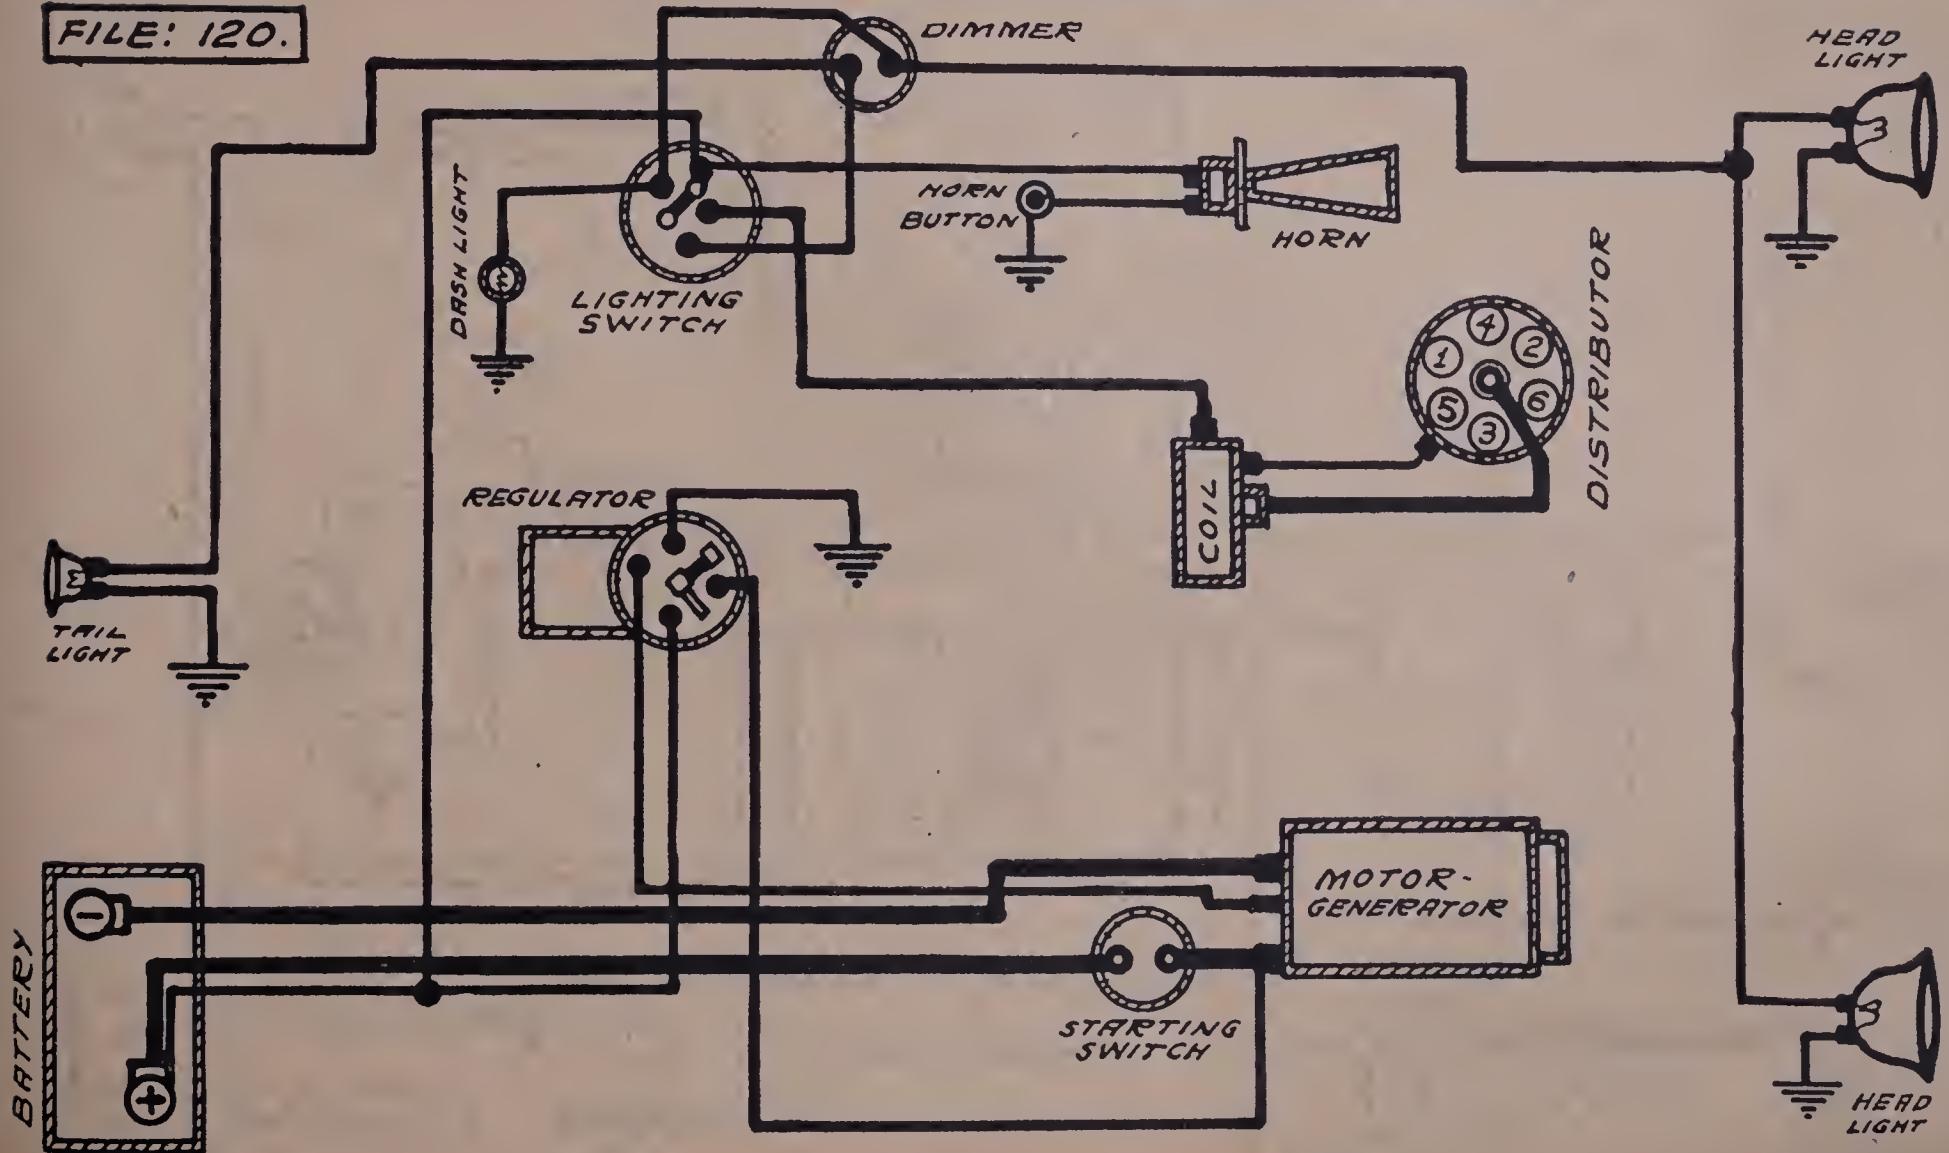 FILE: 120.
DIMMER
HEAD
LIGHT
DASH LIGHT
HORN
BUTTON
HORN
LIGHTING
SWITCH
DISTRIBUTOR
4
1
2
5
6
3
REGULATOR
COIL
TAIL
LIGHT
BATTERY
−
+
MOTOR-
GENERATOR
STARTING
SWITCH
HEAD
LIGHT